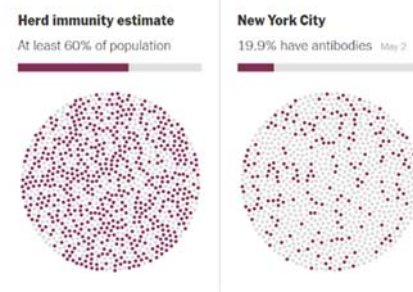 Herd immunity estimate
At least 60% of population
New York City
19.9% have antibodies May 2